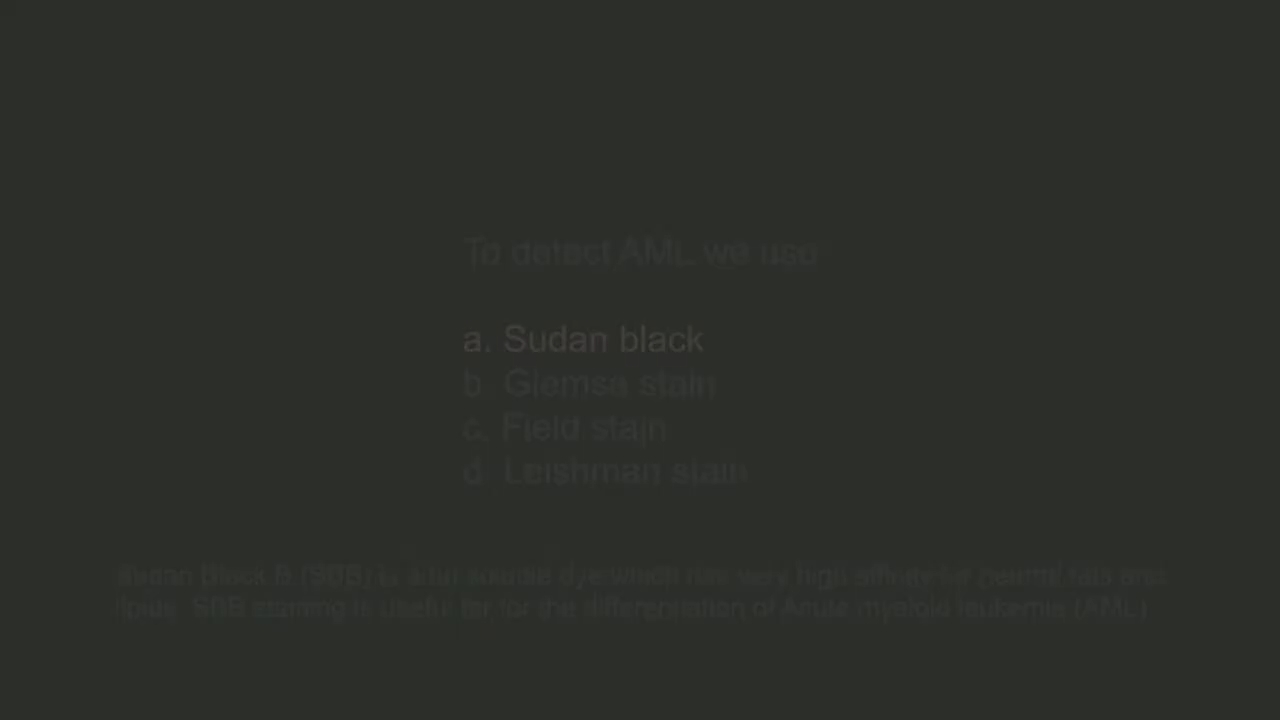 To detect AML we use
a. Sudan black
b. Giemsa stain
c. Field stain
d. Leishman stain
Sudan Black B (SBB) is a fat soluble dye which has very high affinity for neutral fats and
lipids. SBB staining is useful for the differentiation of Acute myeloid leukemia (AML)